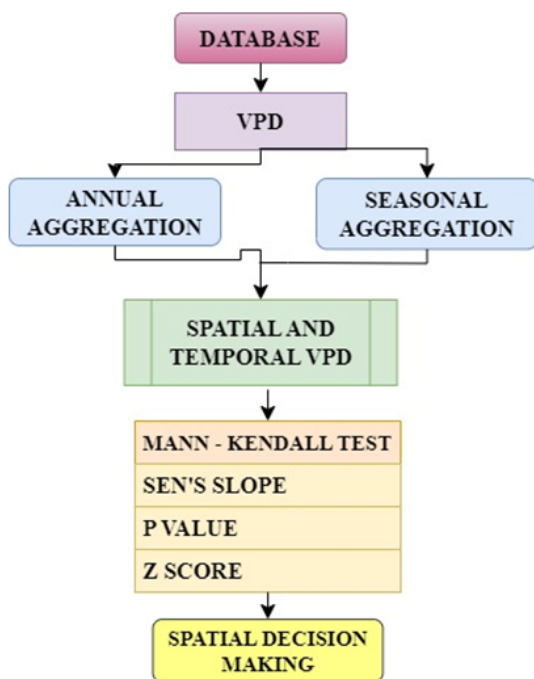 DATABASE
VPD
ANNUAL
AGGREGATION
SEASONAL
AGGREGATION
SPATIAL AND
TEMPORAL VPD
MANN - KENDALL TEST
SEN'S SLOPE
P VALUE
Z SCORE
SPATIAL DECISION
MAKING